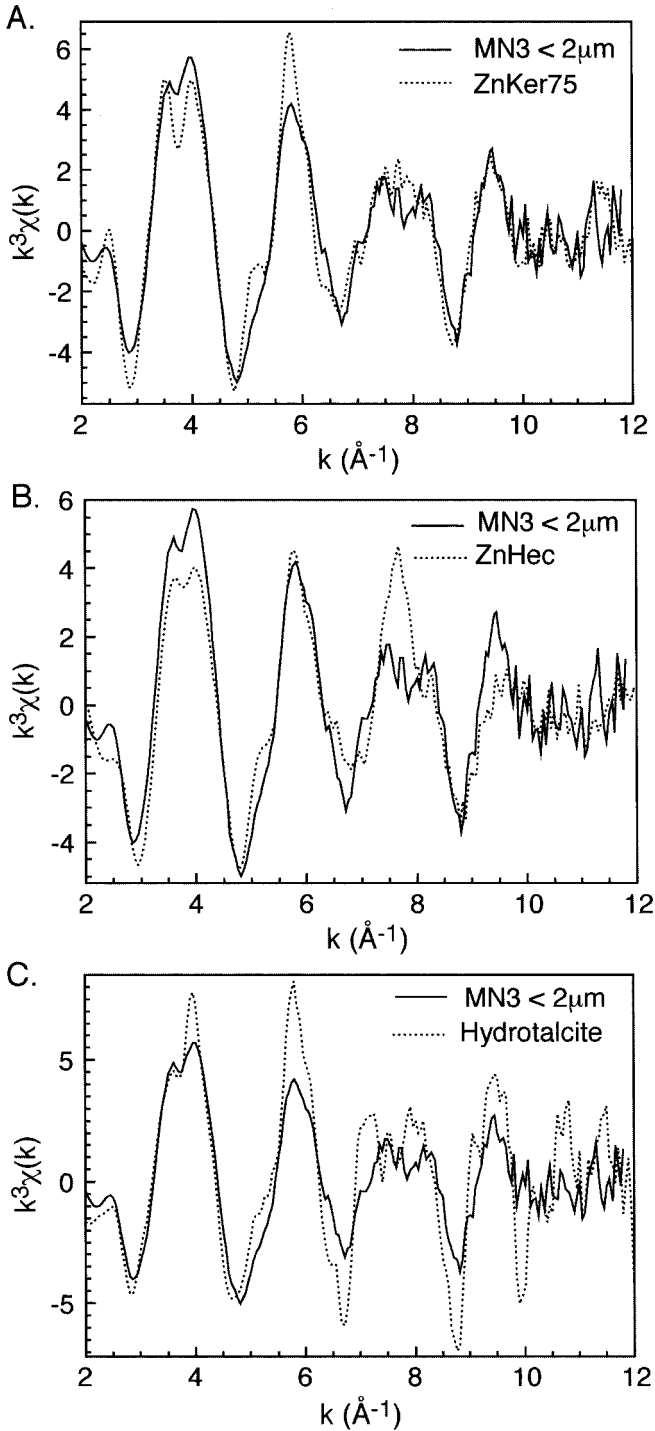 A.
MN3 < 2μm
ZnKer75
6
4
2
0
-2
-4
k³χ(k)
2 4 6 8 10 12
k (Å⁻¹)
B.
MN3 < 2μm
ZnHec
6
4
2
0
-2
-4
k³χ(k)
2 4 6 8 10 12
k (Å⁻¹)
C.
MN3 < 2μm
Hydrotalcite
5
0
-5
k³χ(k)
2 4 6 8 10 12
k (Å⁻¹)